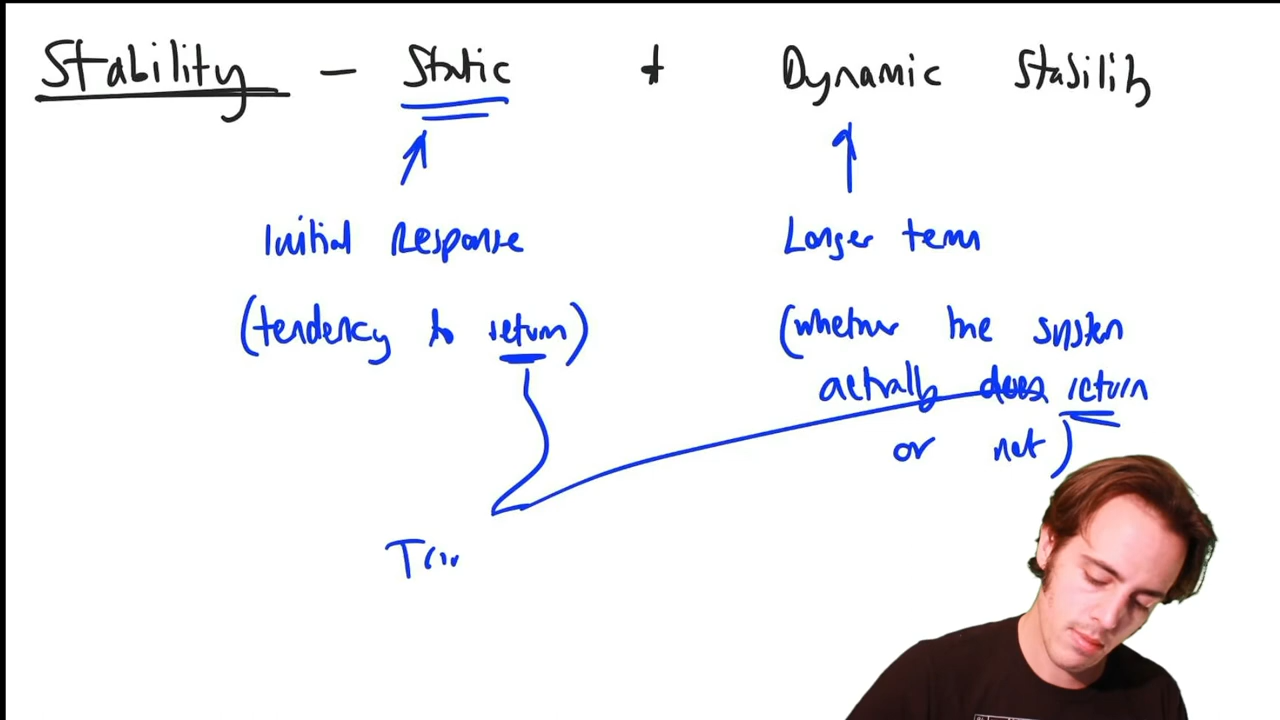 Stability - Static + Dynamic Stability
Initial Response
Longer term
(tendency to return)
(whether the system
actually does return
or not)